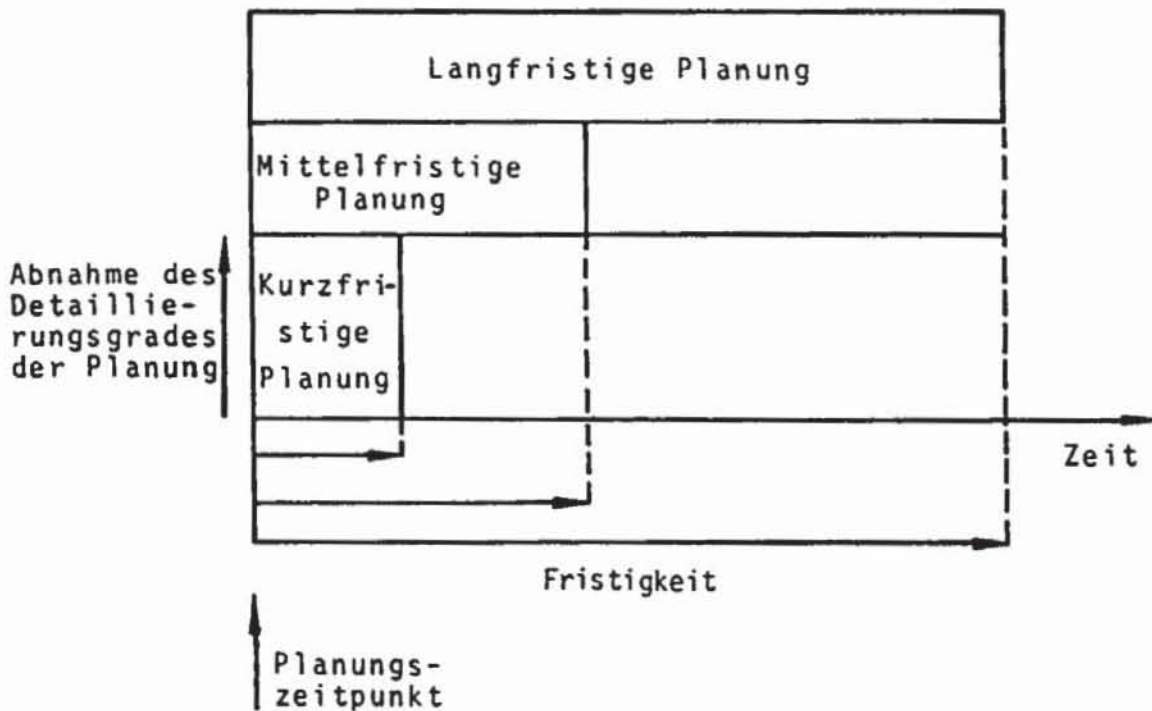 Langfristige Planung
Mittelfristige
Planung
Kurzfri-
stige
Planung
Abnahme des
Detaillie-
rungsgrades
der Planung
Zeit
Fristigkeit
Planungs-
zeitpunkt